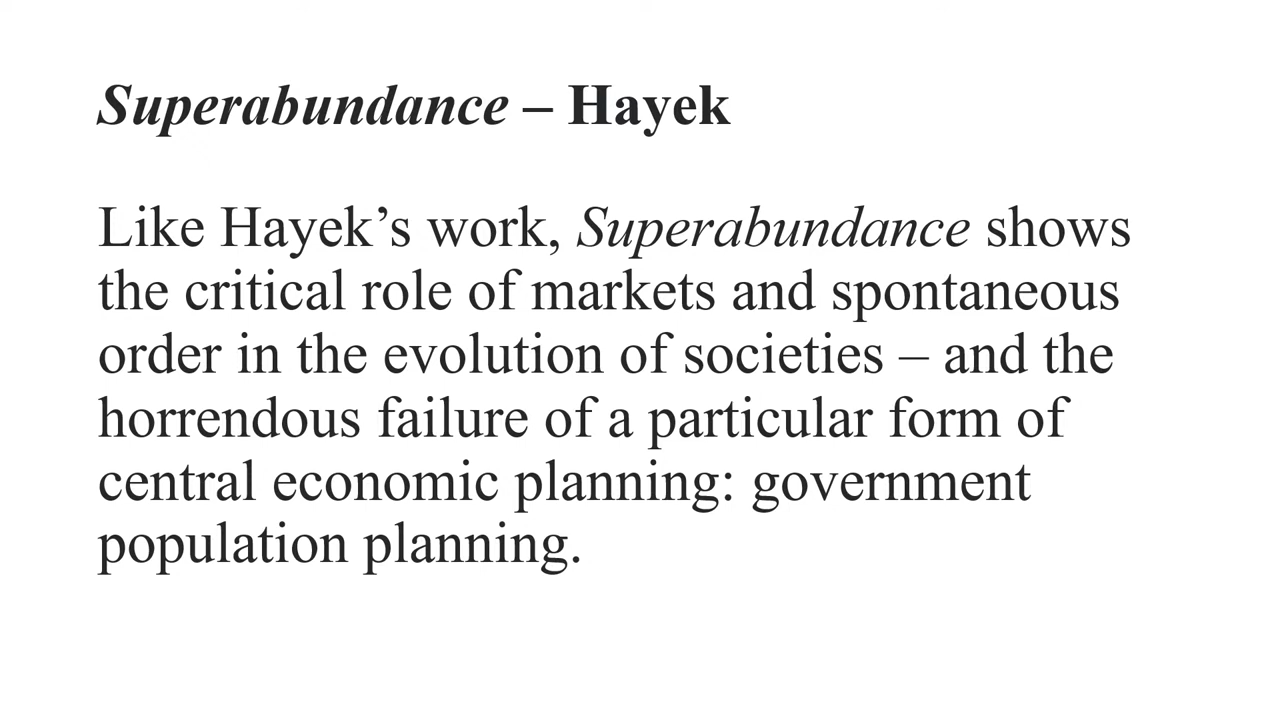 Superabundance – Hayek
Like Hayek’s work, Superabundance shows
the critical role of markets and spontaneous
order in the evolution of societies – and the
horrendous failure of a particular form of
central economic planning: government
population planning.